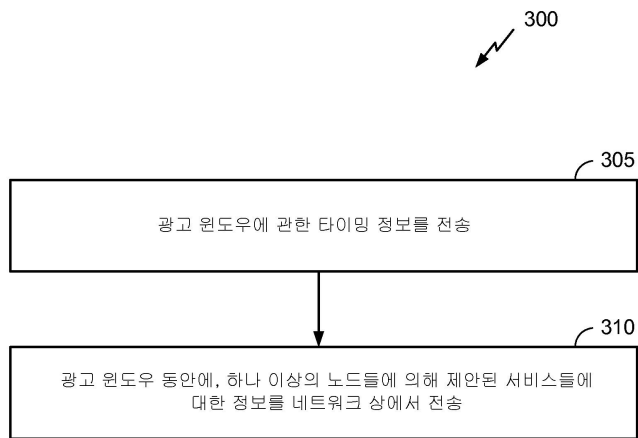 300
305
광고 윈도우에 관한 타이밍 정보를 전송
310
광고 윈도우 동안에, 하나 이상의 노드들에 의해 제안된 서비스들에
대한 정보를 네트워크 상에서 전송